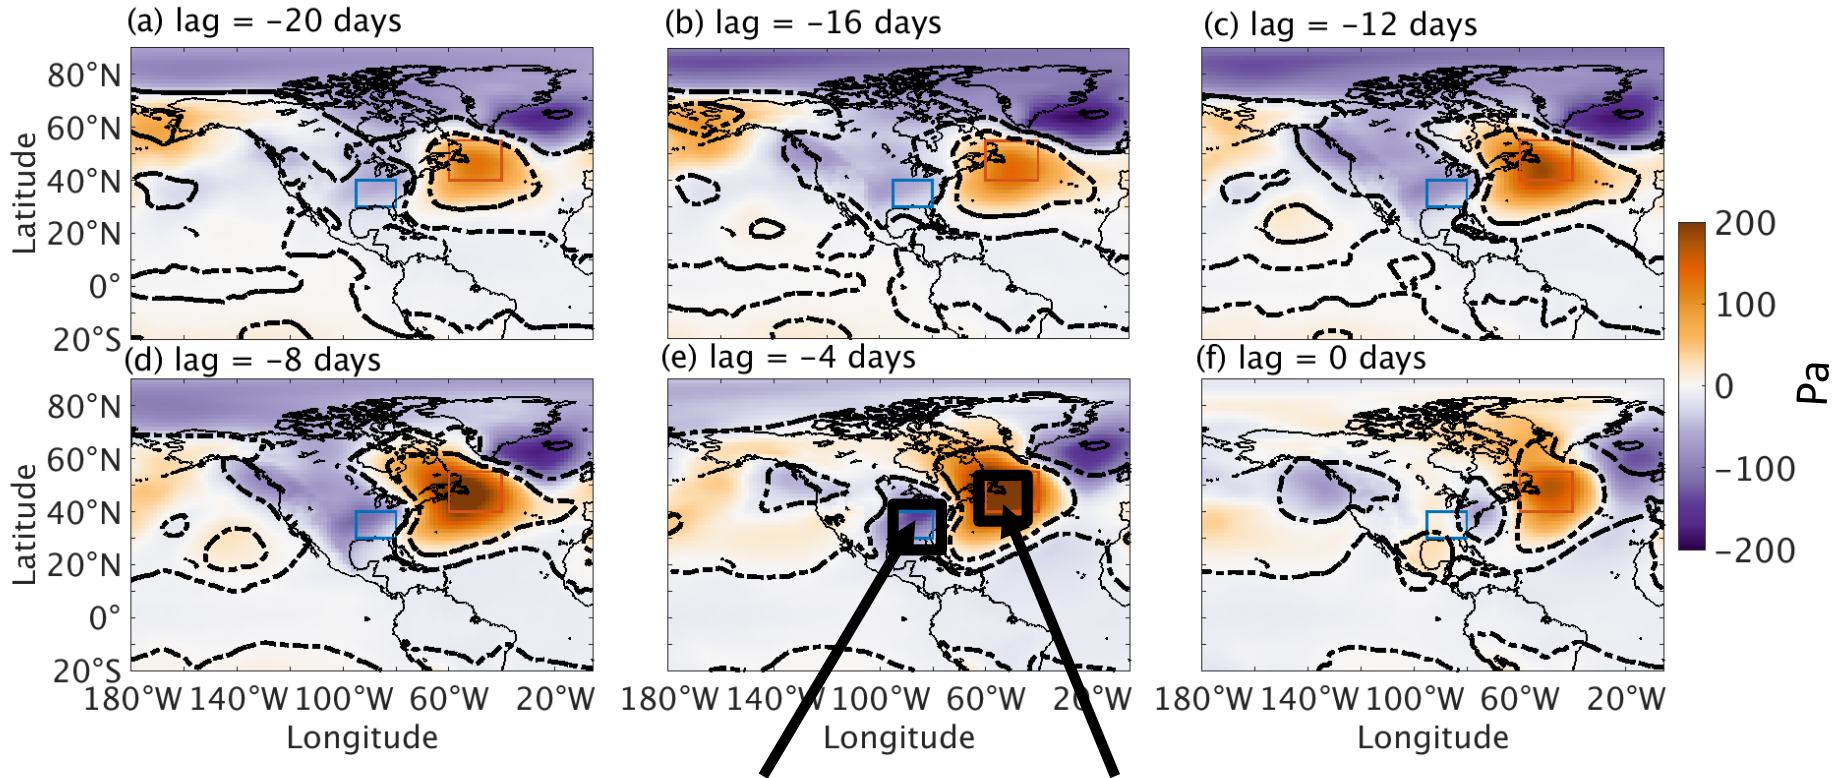 (a) lag = −20 days
(b) lag = −16 days
(c) lag = −12 days
Latitude
80°N
60°N
40°N
20°N
0°
20°S
(d) lag = −8 days
(e) lag = −4 days
(f) lag = 0 days
Latitude
80°N
60°N
40°N
20°N
0°
20°S
180°W 140°W 100°W 60°W 20°W
180°W 140°W 100°W 60°W 20°W
180°W 140°W 100°W 60°W 20°W
Longitude
Longitude
Longitude
200
100
0
−100
−200
Pa